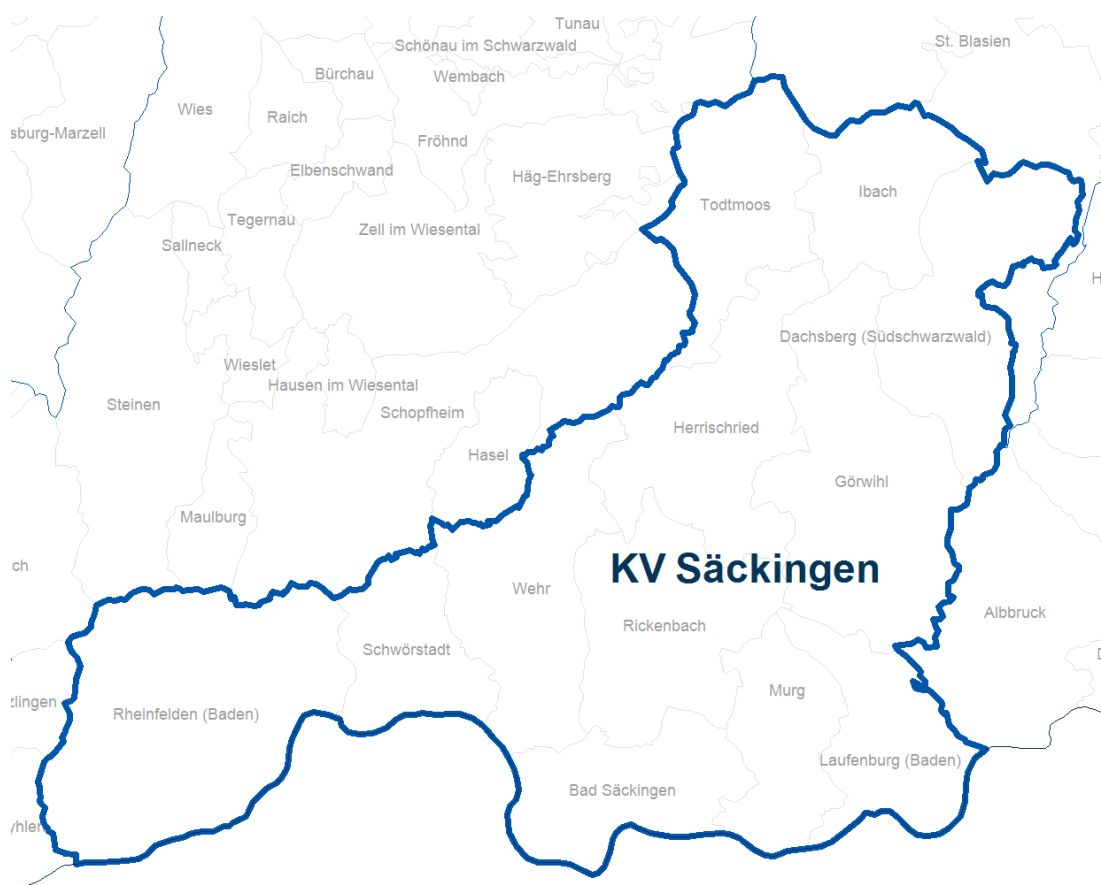 Tunau
St. Blasien
Schönau im Schwarzwald
Bürchau
Wembach
Wies
Raich
sburg-Marzell
Fröhnd
Elbenschwand
Häg-Ehrsberg
Ibach
Todtmoos
Tegernau
Zell im Wiesental
Sallneck
H
Dachsberg (Südschwarzwald)
Wieslet
Hausen im Wiesental
Steinen
Schopfheim
Herrischried
Hasel
Görwihl
Maulburg
ch
KV Säckingen
Wehr
Albbruck
Rickenbach
Schwörstadt
D
Murg
zlingen
Rheinfelden (Baden)
Laufenburg (Baden)
Bad Säckingen
yhlen